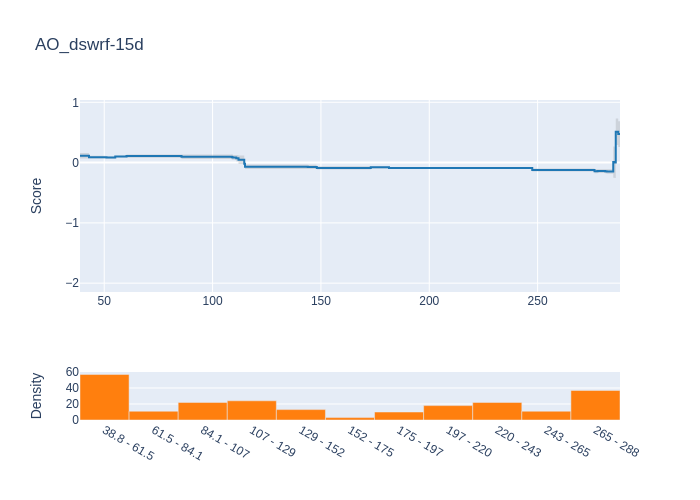 AO_dswrf-15d
Score
1
0
−1
−2
50
100
150
200
250
Density
60
40
20
0
38.8 - 61.5
61.5 - 84.1
84.1 - 107
107 - 129
129 - 152
152 - 175
175 - 197
197 - 220
220 - 243
243 - 265
265 - 288